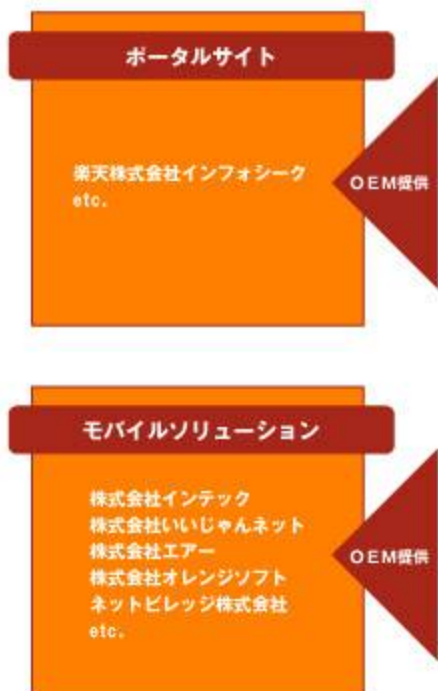 ポータルサイト
楽天株式会社インフォシーク
etc.
OEM提供
モバイルソリューション
株式会社インテック
株式会社いいじゃんネット
株式会社エアー
株式会社オレンジソフト
ネットビレッジ株式会社
etc.
OEM提供